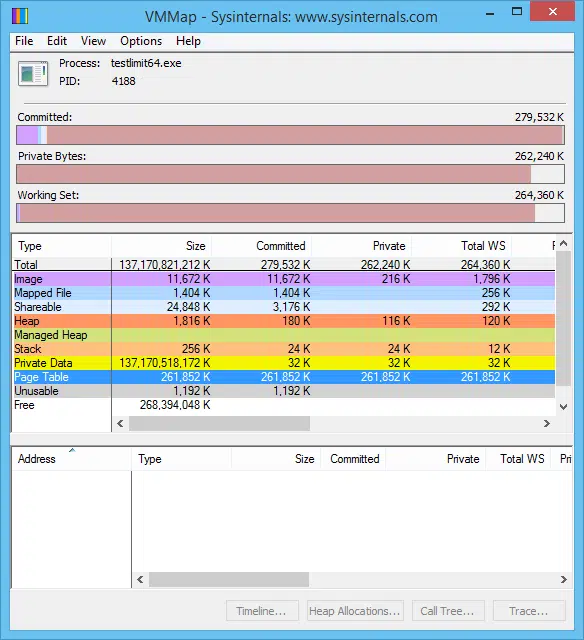 VMMap - Sysinternals: www.sysinternals.com
File Edit View Options Help
Process: testlimit64.exe
PID: 4188
Committed: 279,532 K
Private Bytes: 262,240 K
Working Set: 264,360 K
Type Size Committed Private Total WS
Total 137,170,821,212 K 279,532 K 262,240 K 264,360 K
Image 11,672 K 11,672 K 216 K 1,796 K
Mapped File 1,404 K 1,404 K 256 K
Shareable 24,848 K 3,176 K 292 K
Heap 1,816 K 180 K 116 K 120 K
Managed Heap
Stack 256 K 24 K 24 K 12 K
Private Data 137,170,518,172 K 32 K 32 K 32 K
Page Table 261,852 K 261,852 K 261,852 K 261,852 K
Unusable 1,192 K 1,192 K
Free 268,394,048 K
Address Type Size Committed Private Total WS Pri
Timeline... Heap Allocations... Call Tree... Trace...